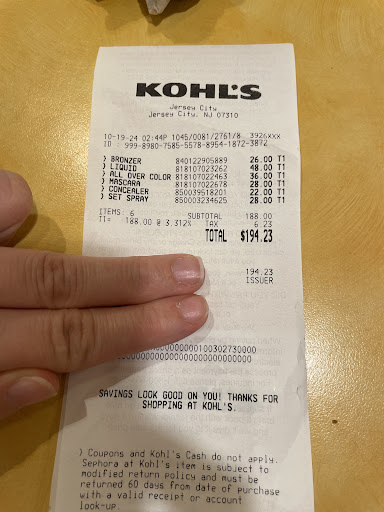 KOHL'S
Jersey City
Jersey City, NJ 07310
10-19-24 02:44P 1045/0081/2761/8 3926xxx
ID 999-8980-7585-5578-8954-1872-3872
) BRONZER 840122905889 26.00 T1
) LIQUID 818107023262 48.00 T1
) ALL OVER COLOR 818107022463 36.00 T1
) MASCARA 818107022678 28.00 T1
) CONCEALER 850039518201 22.00 T1
) SET SPRAY 850003234625 28.00 T1
ITEMS: 6 SUBTOTAL 188.00
T1= 188.00 @ 3.312% TAX 6.23
TOTAL $194.23
194.23
ISSUER
SAVINGS LOOK GOOD ON YOU! THANKS FOR
SHOPPING AT KOHL'S.
) Coupons and Kohl's Cash do not apply.
Sephora at Kohl's item is subject to
modified return policy and must be
returned 60 days from date of purchase
with a valid receipt or account
look-up.